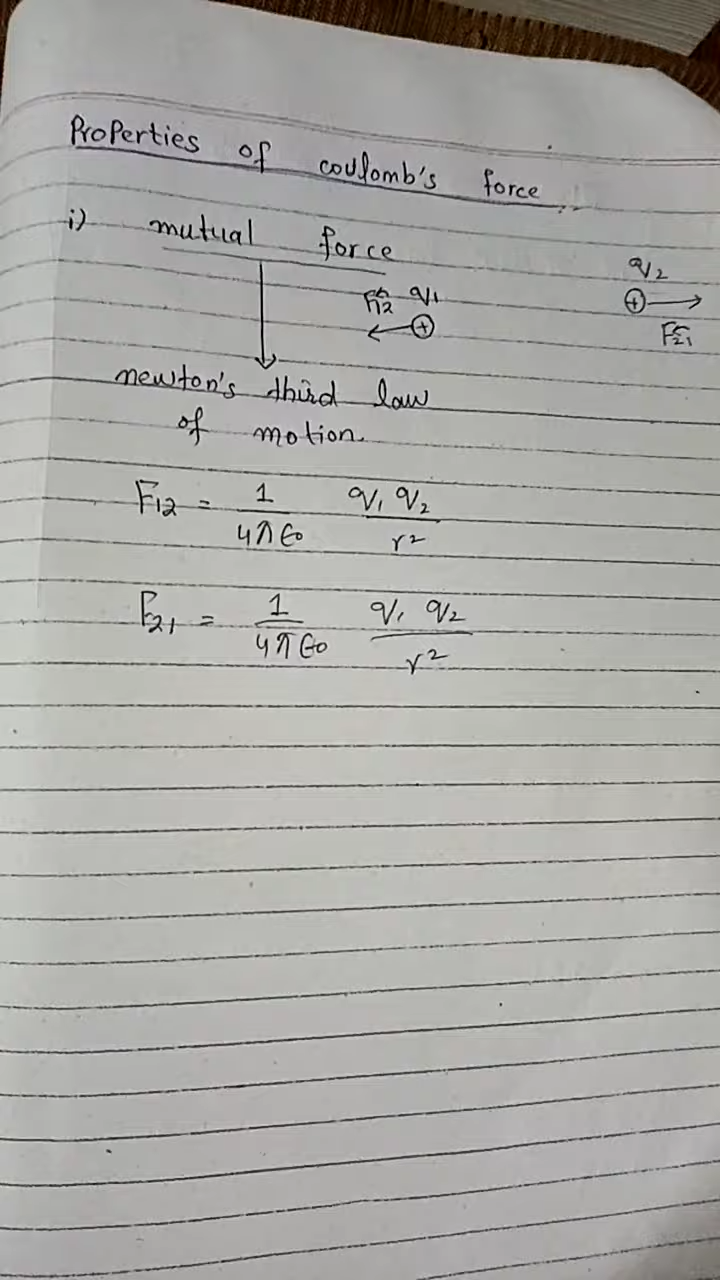 Properties of coulomb's force
i) mutual force
F12 q1
q2
F21
newton's third law
of motion.
F12 = 1/4πε0 q1 q2/r²
F21 = 1/4πε0 q1 q2/r²